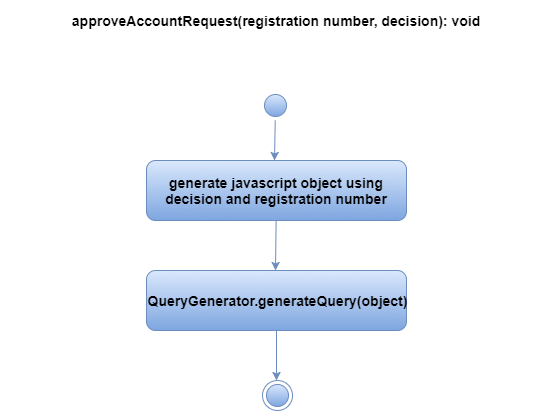 approveAccountRequest(registration number, decision): void
generate javascript object using
decision and registration number
QueryGenerator.generateQuery(object)